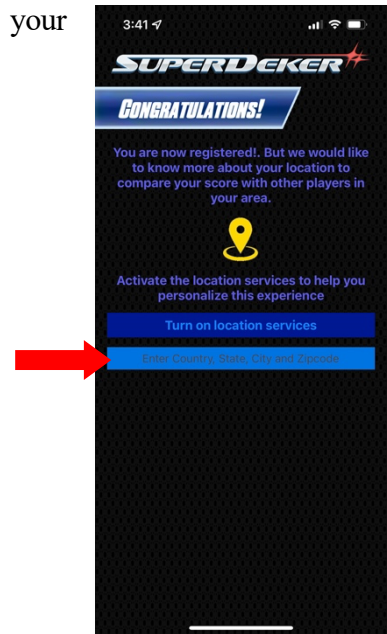 your
3:41
SUPERDEKER
CONGRATULATIONS!
You are now registered!. But we would like
to know more about your location to
compare your score with other players in
your area.
Activate the location services to help you
personalize this experience
Turn on location services
Enter Country, State, City and Zipcode